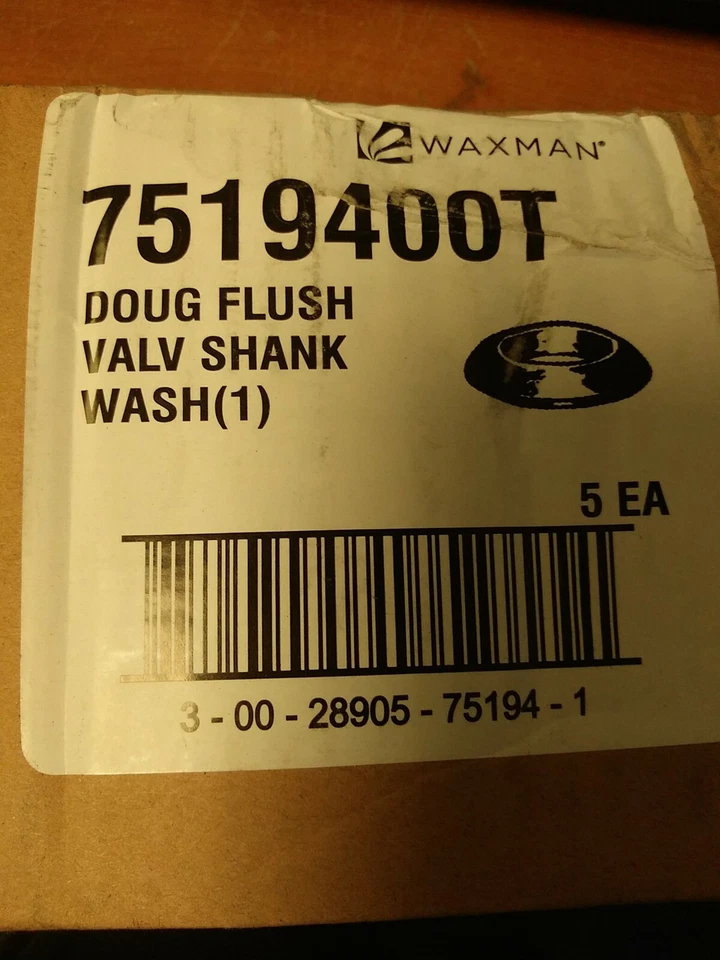 WAXMAN®
7519400T
DOUG FLUSH
VALV SHANK
WASH(1)
5 EA
3 - 00 - 28905 - 75194 - 1